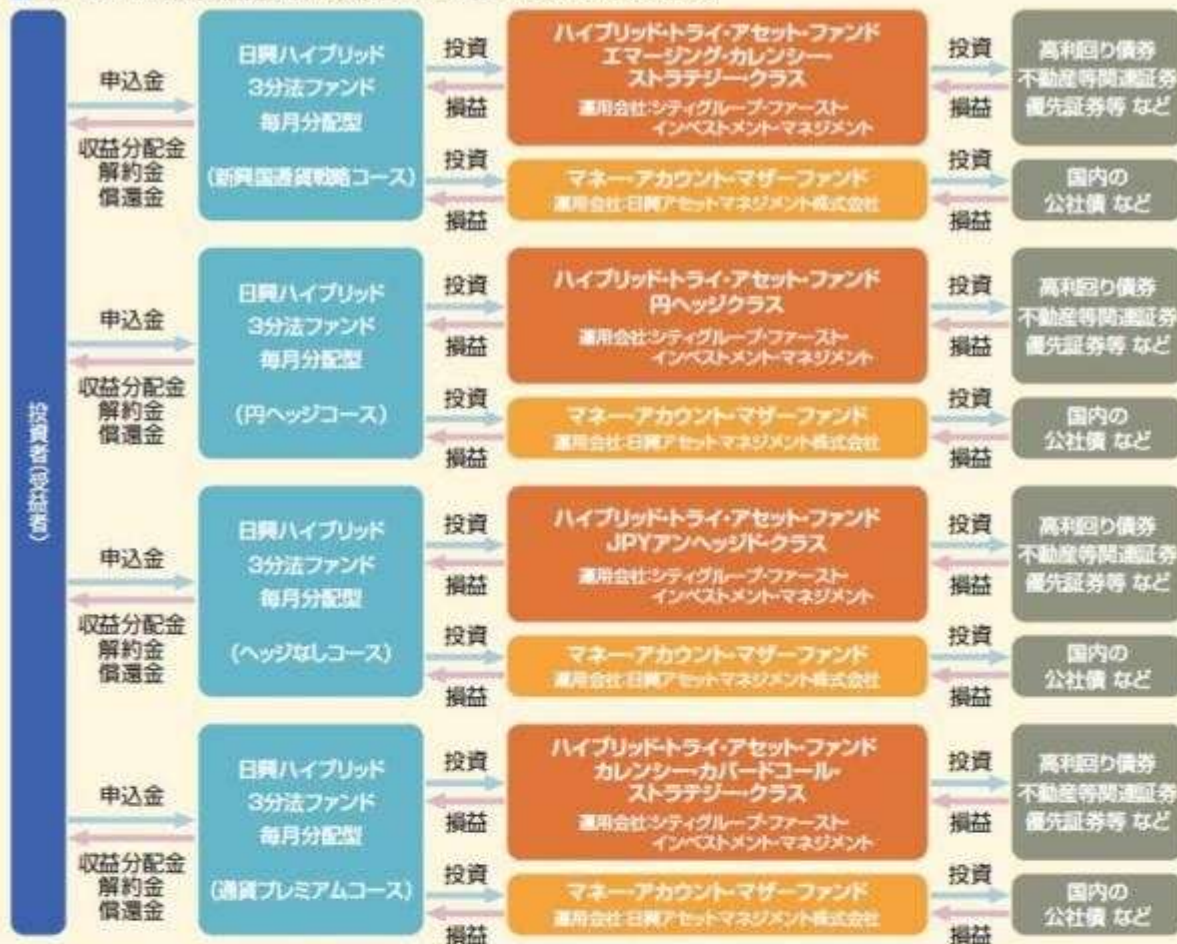 投資者(受益者)
申込金
収益分配金
解約金
償還金
日興ハイブリッド
3分法ファンド
毎月分配型
(新興国通貨戦略コース)
投資
損益
ハイブリッド・トライ・アセット・ファンド
エマージング・カレンシー・
ストラテジー・クラス
運用会社:シティグループ・ファースト・
インベストメント・マネジメント
投資
損益
高利回り債券
不動産等関連証券
優先証券等 など
投資
損益
マネー・アカウント・マザーファンド
運用会社:日興アセットマネジメント株式会社
投資
損益
国内の
公社債 など
申込金
収益分配金
解約金
償還金
日興ハイブリッド
3分法ファンド
毎月分配型
(円ヘッジコース)
投資
損益
ハイブリッド・トライ・アセット・ファンド
円ヘッジクラス
運用会社:シティグループ・ファースト・
インベストメント・マネジメント
投資
損益
高利回り債券
不動産等関連証券
優先証券等 など
投資
損益
マネー・アカウント・マザーファンド
運用会社:日興アセットマネジメント株式会社
投資
損益
国内の
公社債 など
申込金
収益分配金
解約金
償還金
日興ハイブリッド
3分法ファンド
毎月分配型
(ヘッジなしコース)
投資
損益
ハイブリッド・トライ・アセット・ファンド
JPYアンヘッジド・クラス
運用会社:シティグループ・ファースト・
インベストメント・マネジメント
投資
損益
高利回り債券
不動産等関連証券
優先証券等 など
投資
損益
マネー・アカウント・マザーファンド
運用会社:日興アセットマネジメント株式会社
投資
損益
国内の
公社債 など
申込金
収益分配金
解約金
償還金
日興ハイブリッド
3分法ファンド
毎月分配型
(通貨プレミアムコース)
投資
損益
ハイブリッド・トライ・アセット・ファンド
カレンシー・カバードコール・
ストラテジー・クラス
運用会社:シティグループ・ファースト・
インベストメント・マネジメント
投資
損益
高利回り債券
不動産等関連証券
優先証券等 など
投資
損益
マネー・アカウント・マザーファンド
運用会社:日興アセットマネジメント株式会社
投資
損益
国内の
公社債 など